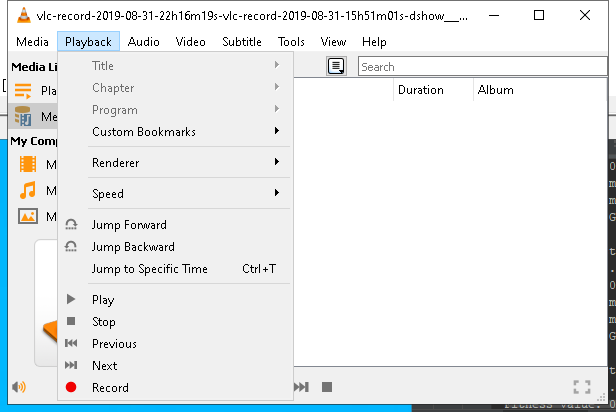 vlc-record-2019-08-31-22h16m19s-vlc-record-2019-08-31-15h51m01s-dshow__...
Media Playback Audio Video Subtitle Tools View Help
Media Li
Search
Duration Album
Pla
Me
My Comp
M
M
M
Title
Chapter
Program
Custom Bookmarks
Renderer
Speed
Jump Forward
Jump Backward
Jump to Specific Time Ctrl+T
Play
Stop
Previous
Next
Record